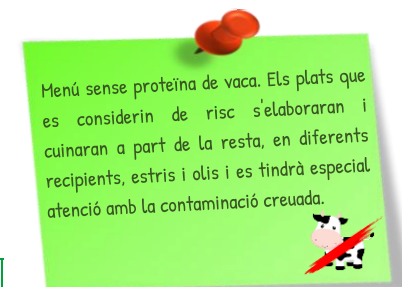 Menú sense proteïna de vaca. Els plats que
es considerin de risc s'elaboraran i
cuinaran a part de la resta, en diferents
recipients, estris i olis i es tindrà especial
atenció amb la contaminació creuada.